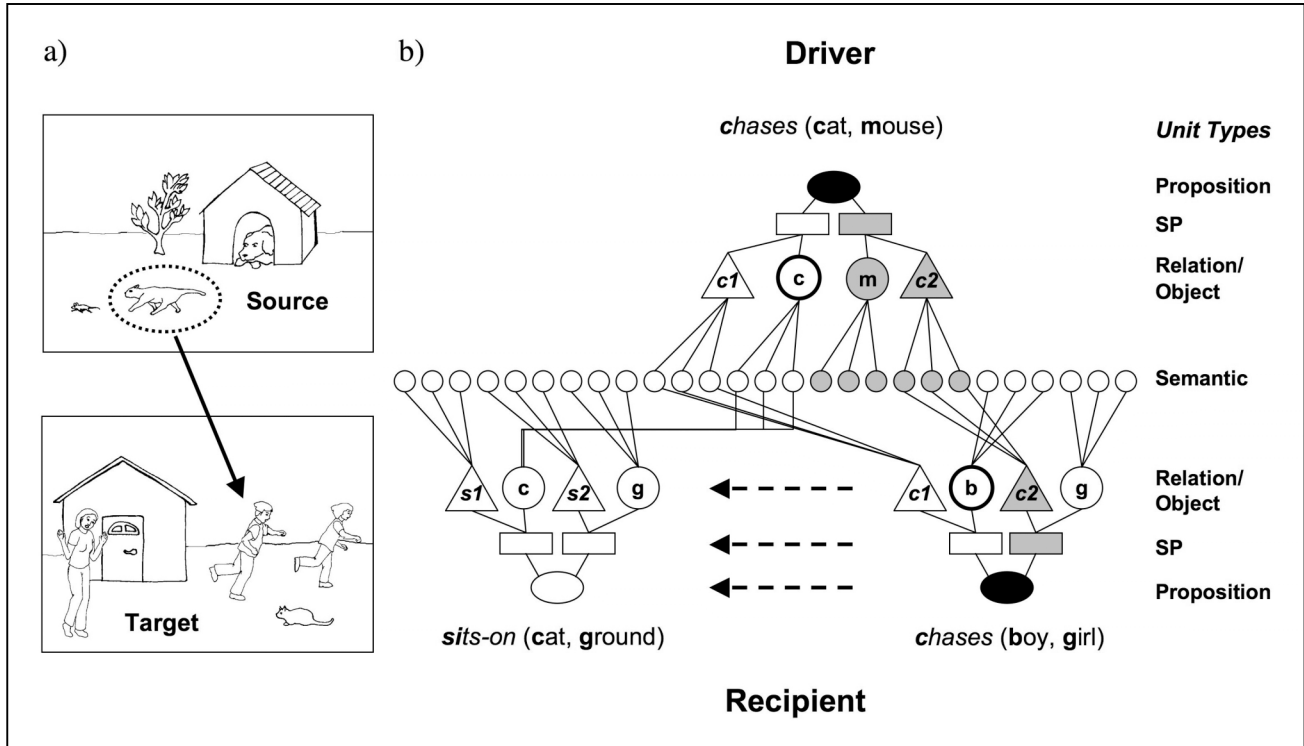 a)
Source
Target
b)
Driver
chases (cat, mouse)
Unit Types
Proposition
SP
c1 c m c2
Relation/
Object
Semantic
s1 c s2 g c1 b c2 g
Relation/
Object
SP
Proposition
sits-on (cat, ground) chases (boy, girl)
Recipient